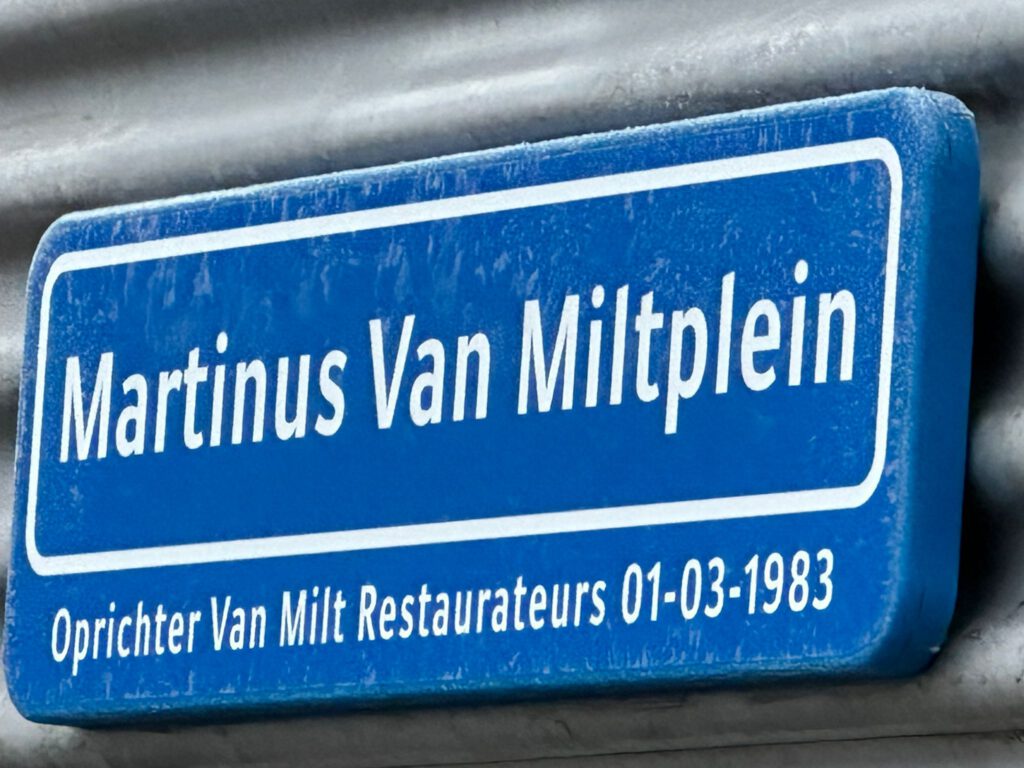 Martinus Van Miltplein
Oprichter Van Milt Restaurateurs 01-03-1983